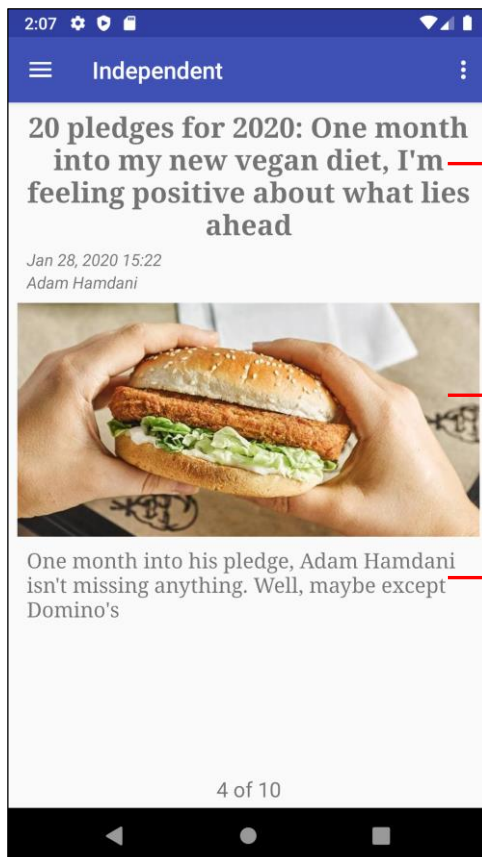 2:07
Independent
20 pledges for 2020: One month
into my new vegan diet, I'm
feeling positive about what lies
ahead
Jan 28, 2020 15:22
Adam Hamdani
One month into his pledge, Adam Hamdani
isn't missing anything. Well, maybe except
Domino's
4 of 10